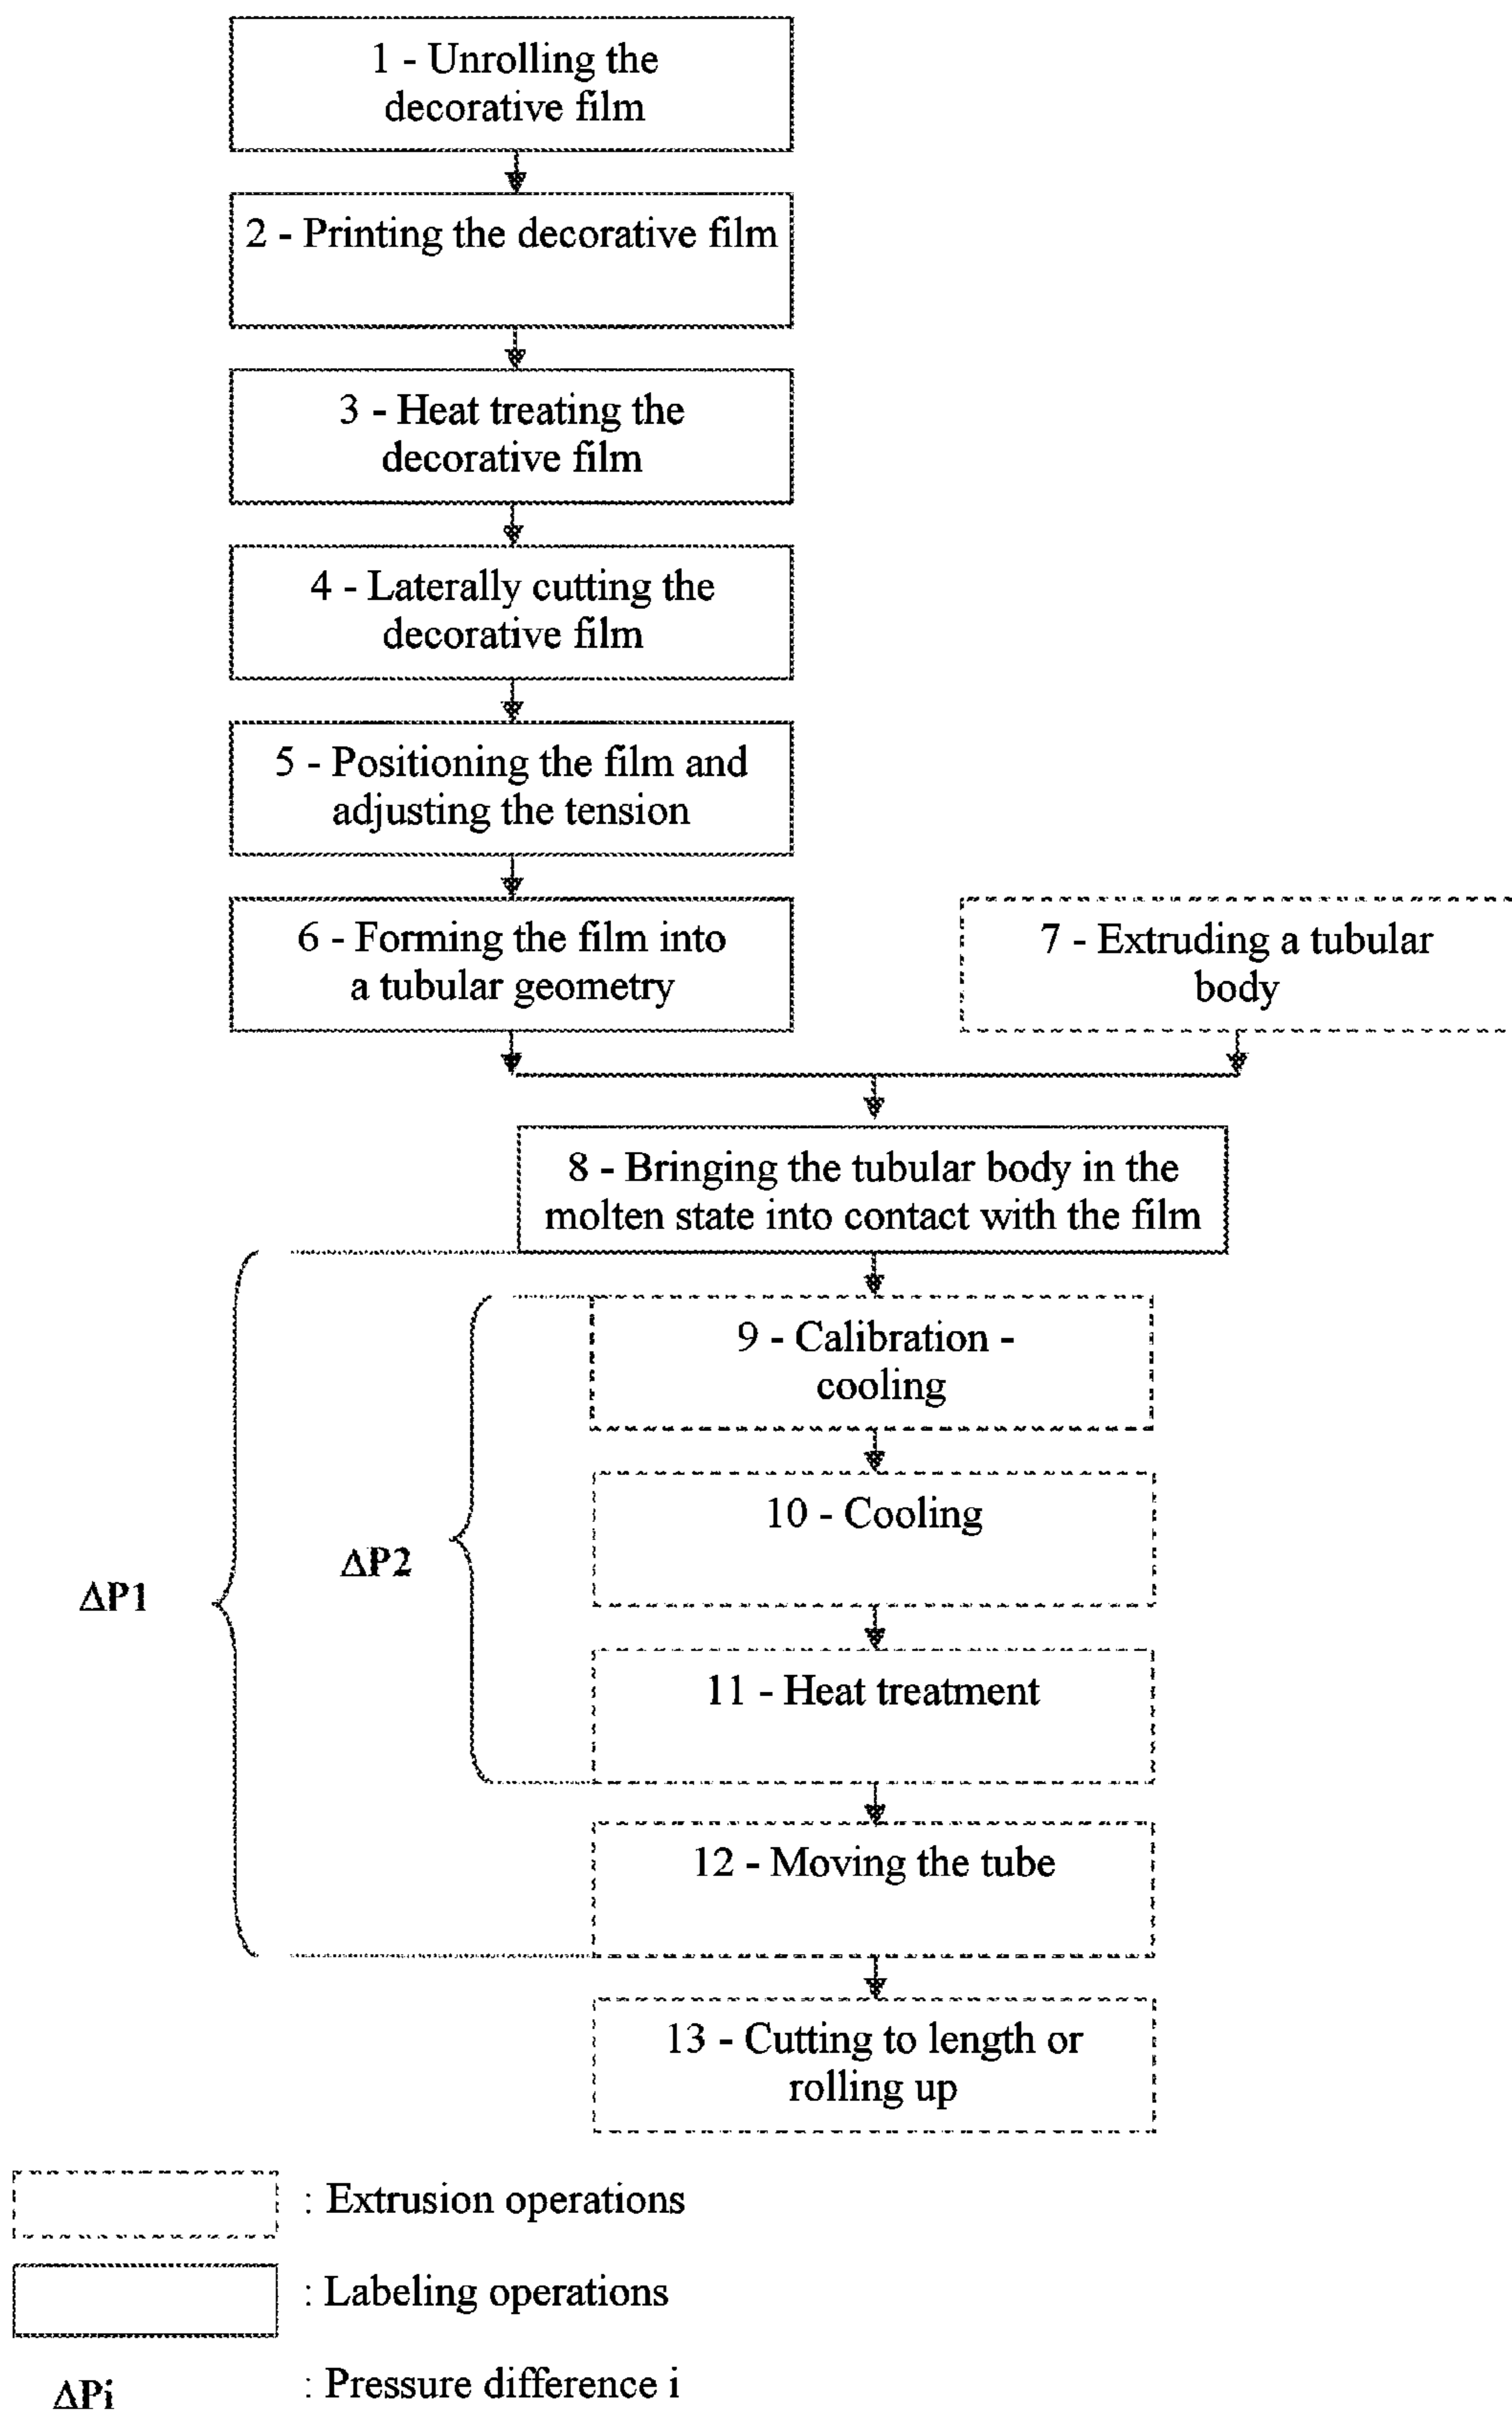 1 - Unrolling the
decorative film
2 - Printing the decorative film
3 - Heat treating the
decorative film
4 - Laterally cutting the
decorative film
5 - Positioning the film and
adjusting the tension
6 - Forming the film into
a tubular geometry
7 - Extruding a tubular
body
8 - Bringing the tubular body in the
molten state into contact with the film
9 - Calibration -
cooling
10 - Cooling
ΔP2
ΔP1
11 - Heat treatment
12 - Moving the tube
13 - Cutting to length or
rolling up
: Extrusion operations
: Labeling operations
ΔPi : Pressure difference i